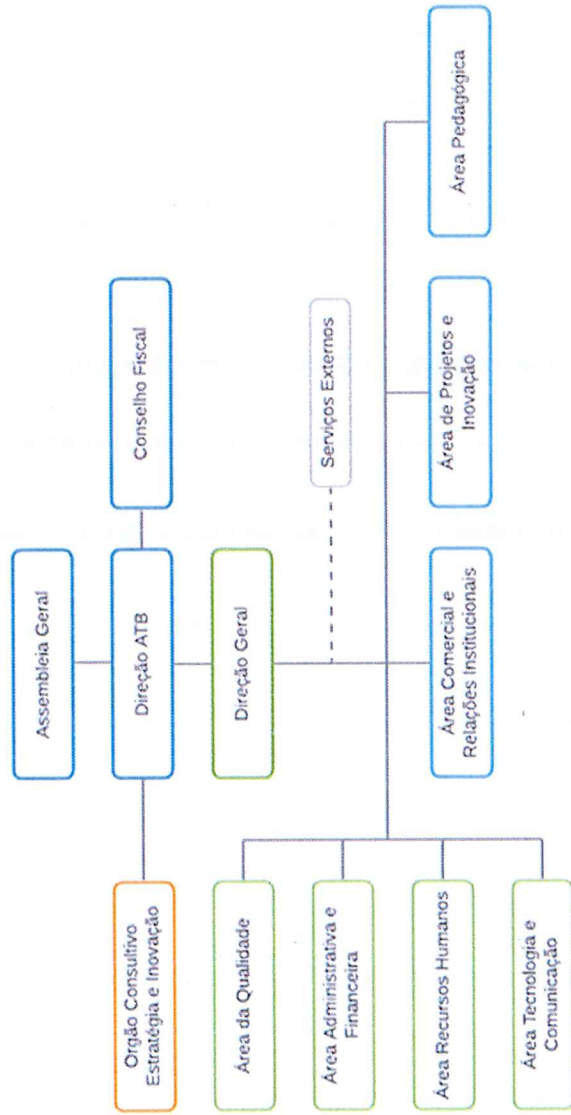 Assembleia Geral
Orgão Consultivo
Estratégia e Inovação
Direção ATB
Conselho Fiscal
Direção Geral
Serviços Externos
Área da Qualidade
Área Administrativa e
Financeira
Área Recursos Humanos
Área Tecnologia e
Comunicação
Área Comercial e
Relações Institucionais
Área de Projetos e
Inovação
Área Pedagógica